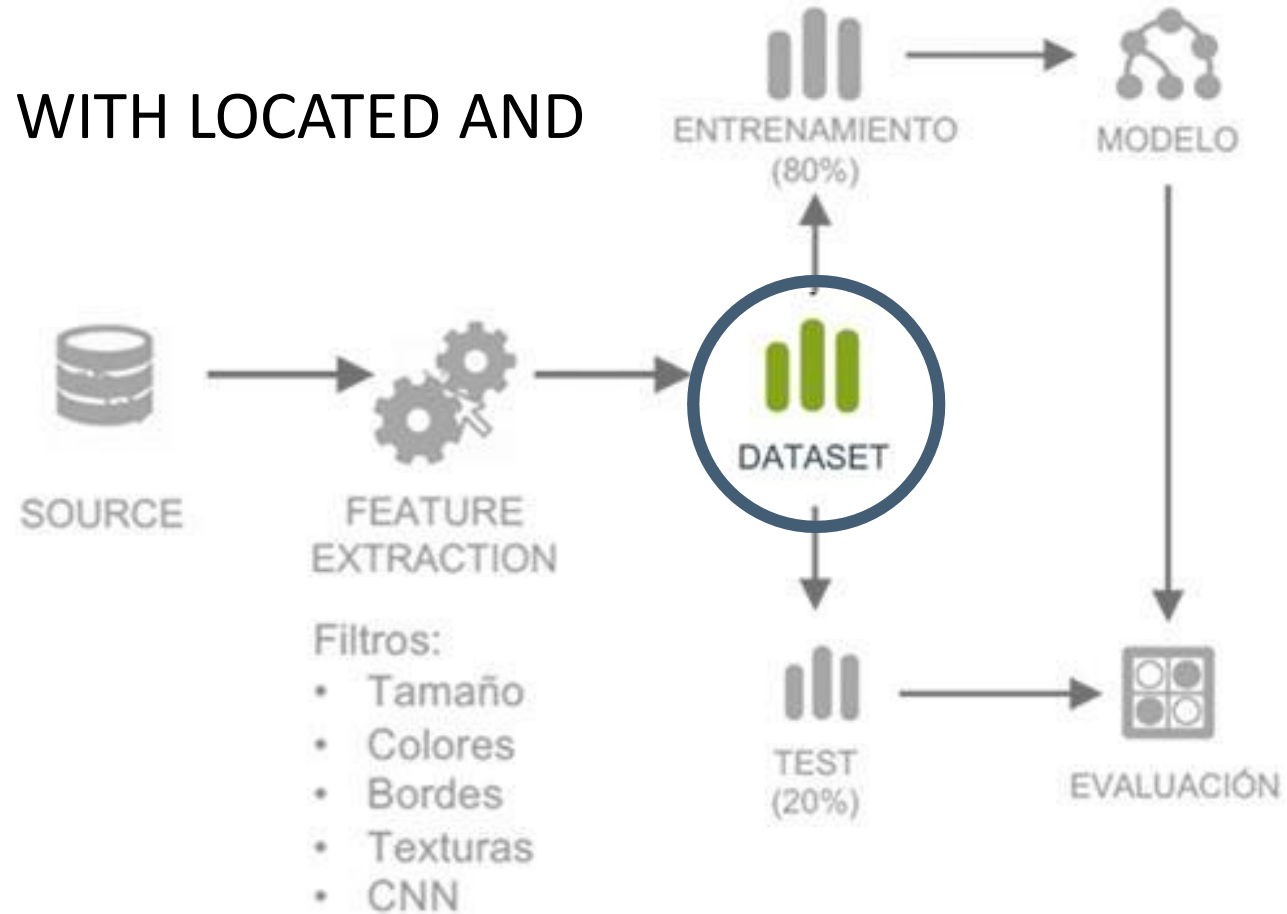 WITH LOCATED AND
ENTRENAMIENTO
(80%)
MODELO
SOURCE
FEATURE
EXTRACTION
DATASET
Filtros:
• Tamaño
• Colores
• Bordes
• Texturas
• CNN
TEST
(20%)
EVALUACIÓN